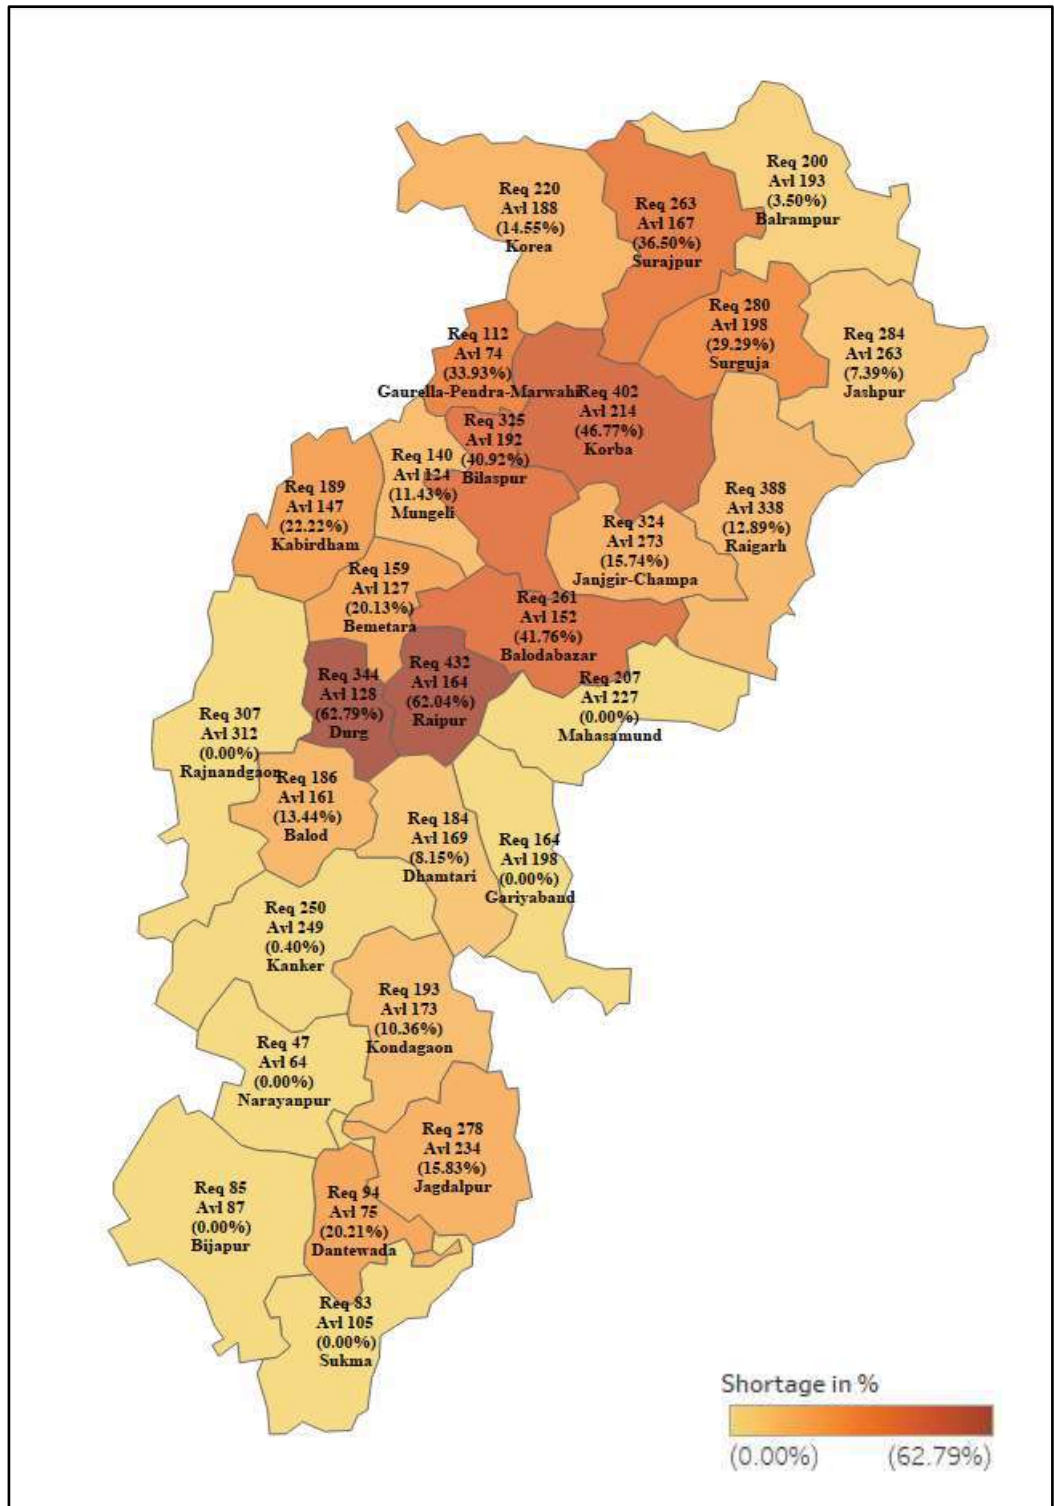 Req 200
Avl 193
(3.50%)
Balrampur
Req 220
Avl 188
(14.55%)
Korea
Req 263
Avl 167
(36.50%)
Surajpur
Req 280
Avl 198
(29.29%)
Surguja
Req 284
Avl 263
(7.39%)
Jashpur
Req 112
Avl 74
(33.93%)
Gaurella-Pendra-Marwahi
Req 402
Avl 214
(46.77%)
Korba
Req 325
Avl 192
(40.92%)
Bilaspur
Req 140
Avl 124
(11.43%)
Mungeli
Req 189
Avl 147
(22.22%)
Kabirdham
Req 388
Avl 338
(12.89%)
Raigarh
Req 324
Avl 273
(15.74%)
Janjgir-Champa
Req 159
Avl 127
(20.13%)
Bemetara
Req 261
Avl 152
(41.76%)
Balodabazar
Req 344
Avl 128
(62.79%)
Durg
Req 432
Avl 164
(62.04%)
Raipur
Req 207
Avl 227
(0.00%)
Mahasamund
Req 307
Avl 312
(0.00%)
Rajnandgaon
Req 186
Avl 161
(13.44%)
Balod
Req 184
Avl 169
(8.15%)
Dhamtari
Req 164
Avl 198
(0.00%)
Gariyaband
Req 250
Avl 249
(0.40%)
Kanker
Req 193
Avl 173
(10.36%)
Kondagaon
Req 47
Avl 64
(0.00%)
Narayanpur
Req 278
Avl 234
(15.83%)
Jagdalpur
Req 85
Avl 87
(0.00%)
Bijapur
Req 94
Avl 75
(20.21%)
Dantewada
Req 83
Avl 105
(0.00%)
Sukma
Shortage in %
(0.00%) (62.79%)